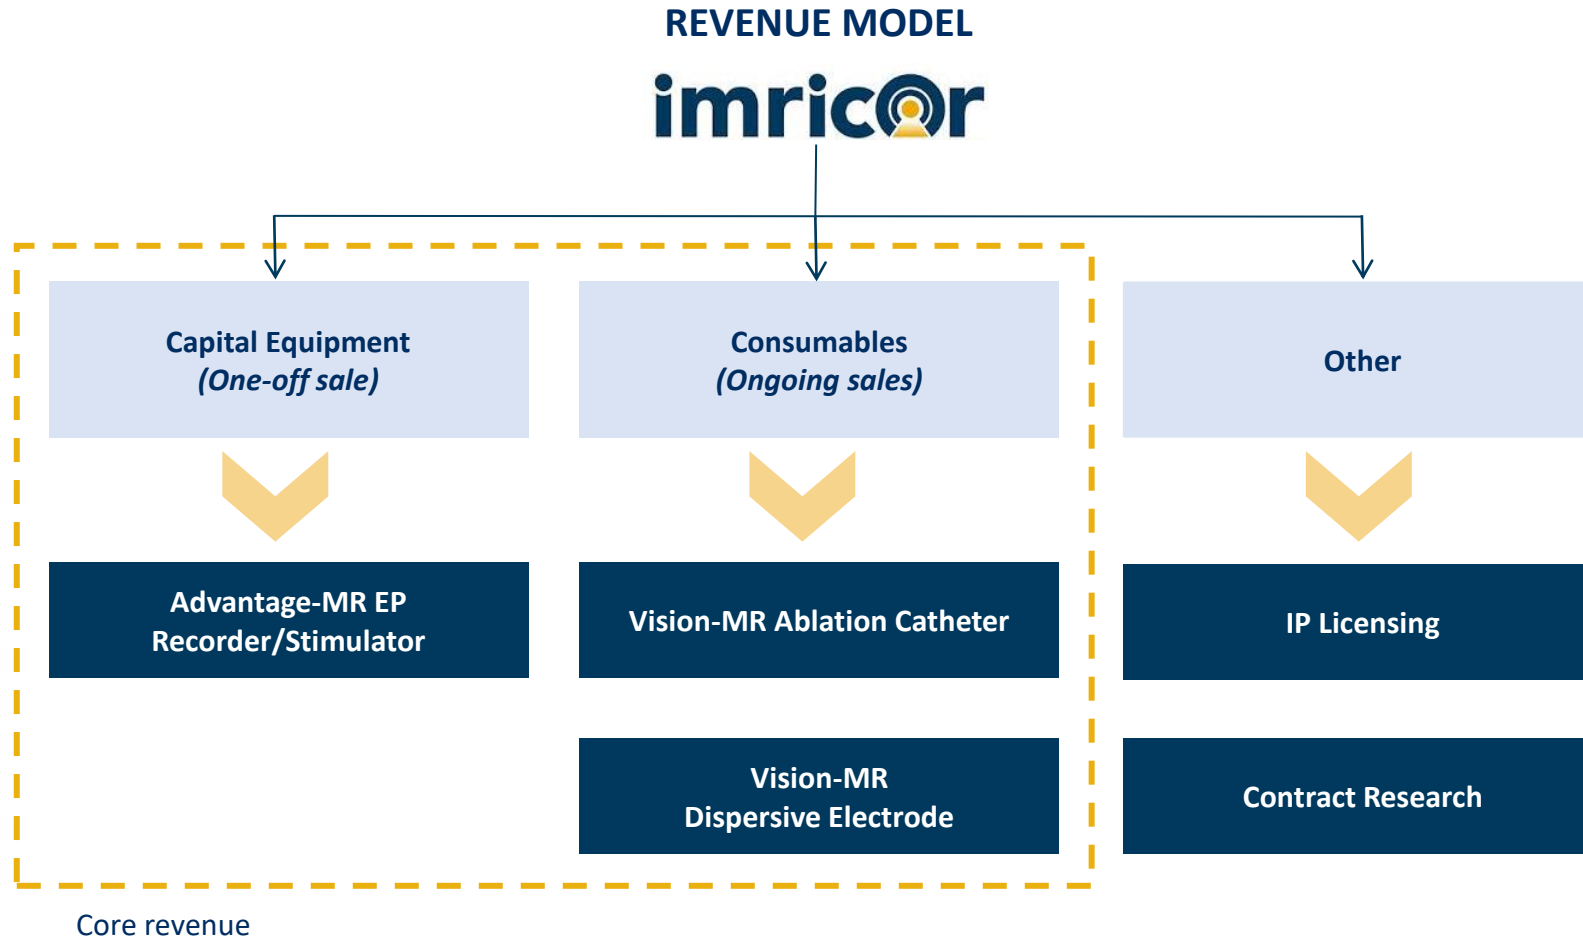 REVENUE MODEL
imricor
Capital Equipment
(One-off sale)
Consumables
(Ongoing sales)
Other
Advantage-MR EP
Recorder/Stimulator
Vision-MR Ablation Catheter
IP Licensing
Vision-MR
Dispersive Electrode
Contract Research
Core revenue